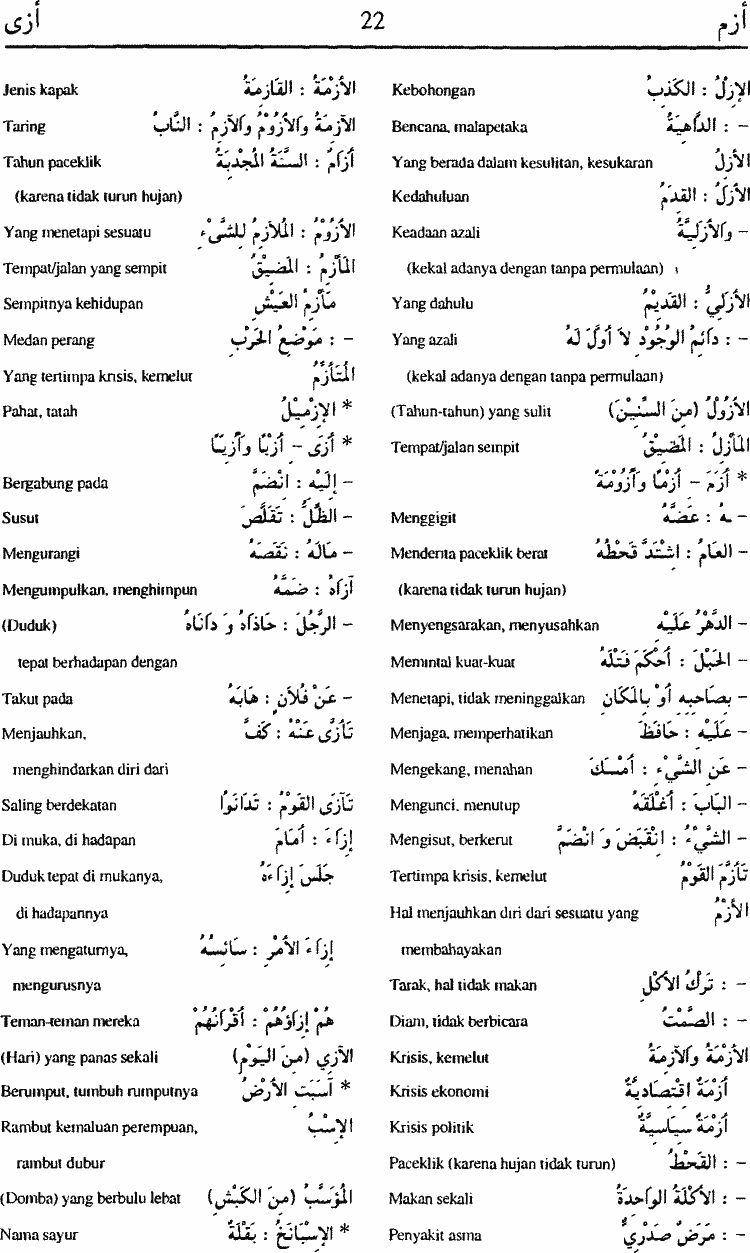 أزم 22 أزى
الإِزْلُ : الكَذِبُ Kebohongan
– : الدَّاهِيَةُ Bencana, malapetaka
الأَزِلُ Yang berada dalam kesulitan, kesukaran
الأَزَلُ : القِدَمُ Kedahuluan
– وَالأَزَلِيَّةُ Keadaan azali
(kekal adanya dengan tanpa permulaan)
الأَزَلِيُّ : القَدِيْمُ Yang dahulu
– : دَائِمُ الوُجُوْدِ لاَ أَوَّلَ لَهُ Yang azali
(kekal adanya dengan tanpa permulaan)
الأَزُوْلُ (مِنَ السِّنِيْنَ) (Tahun-tahun) yang sulit
المَأْزِلُ : المَضِيْقُ Tempat/jalan sempit
* أَزَمَ – أَزْمًا وَأُزُوْمَةً
– ـهُ : عَضَّهُ Menggigit
– العَامُ : اشْتَدَّ قَحْطُهُ Menderita paceklik berat
(karena tidak turun hujan)
– الدَّهْرُ عَلَيْهِ Menyengsarakan, menyusahkan
– الحَبْلَ : أَحْكَمَ فَتْلَهُ Memintal kuat-kuat
– بِصَاحِبِهِ أَوْ بِالْمَكَانِ Menetapi, tidak meninggalkan
– عَلَيْهِ : حَافَظَ Menjaga, memperhatikan
– عَنِ الشَّيْءِ : أَمْسَكَ Mengekang, menahan
– البَابَ : أَغْلَقَهُ Mengunci, menutup
– الشَّيْءُ : انْقَبَضَ وَ انْضَمَّ Mengisut, berkerut
تَأَزَّمَ القَوْمُ Tertimpa krisis, kemelut
الأَزْمُ Hal menjauhkan diri dari sesuatu yang
membahayakan
– : تَرْكُ الأَكْلِ Tarak, hal tidak makan
– : الصَّمْتُ Diam, tidak berbicara
الأَزْمَةُ وَالآزِمَةُ Krisis, kemelut
أَزْمَةٌ اقْتِصَادِيَّةٌ Krisis ekonomi
أَزْمَةٌ سِيَاسِيَّةٌ Krisis politik
– : القَحْطُ Paceklik (karena hujan tidak turun)
– : الأَكْلَةُ الوَاحِدَةُ Makan sekali
– : مَرَضٌ صَدْرِيٌّ Penyakit asma
الأَزْمَةُ : القَازِمَةُ Jenis kapak
الآزِمَةُ وَالأَزُوْمُ وَالآزِمُ : النَّابُ Taring
أَزَامِ : السَّنَةُ المُجْدِبَةُ Tahun paceklik
(karena tidak turun hujan)
الأَزُوْمُ : المُلاَزِمُ لِلشَّيْءِ Yang menetapi sesuatu
المَأْزِمُ : المَضِيْقُ Tempat/jalan yang sempit
مَأْزِمُ العَيْشِ Sempitnya kehidupan
– : مَوْضِعُ الحَرْبِ Medan perang
المُتَأَزِّمُ Yang tertimpa krisis, kemelut
* الإِزْمِيْلُ Pahat, tatah
* أَزَى – أَزْيًا وَأُزِيًّا
– إِلَيْهِ : انْضَمَّ Bergabung pada
– الظِّلُّ : تَقَلَّصَ Susut
– مَالَهُ : نَقَصَهُ Mengurangi
آزَاهُ : ضَمَّهُ Mengumpulkan, menghimpun
– الرَّجُلَ : حَاذَاهُ وَ دَانَاهُ (Duduk)
tepat berhadapan dengan
– عَنْ فُلاَنٍ : هَابَهُ Takut pada
تَأَزَّى عَنْهُ : كَفَّ Menjauhkan,
menghindarkan diri dari
تَآزَى القَوْمُ : تَدَانَوْا Saling berdekatan
إِزَاءَ : أَمَامَ Di muka, di hadapan
جَلَسَ إِزَاءَهُ Duduk tepat di mukanya,
di hadapannya
إِزَاءُ الأَمْرِ : سَائِسُهُ Yang mengaturnya,
mengurusnya
هُمْ إِزَاؤُهُمْ : أَقْرَانُهُمْ Teman-teman mereka
الآزِي (مِنَ اليَوْمِ) (Hari) yang panas sekali
* آسَبَتِ الأَرْضُ Berumput, tumbuh rumputnya
الإِسْبُ Rambut kemaluan perempuan,
rambut dubur
المُؤَسَّبُ (مِنَ الكَبْشِ) (Domba) yang berbulu lebat
* الإِسْبَانَخُ : بَقْلَةٌ Nama sayur